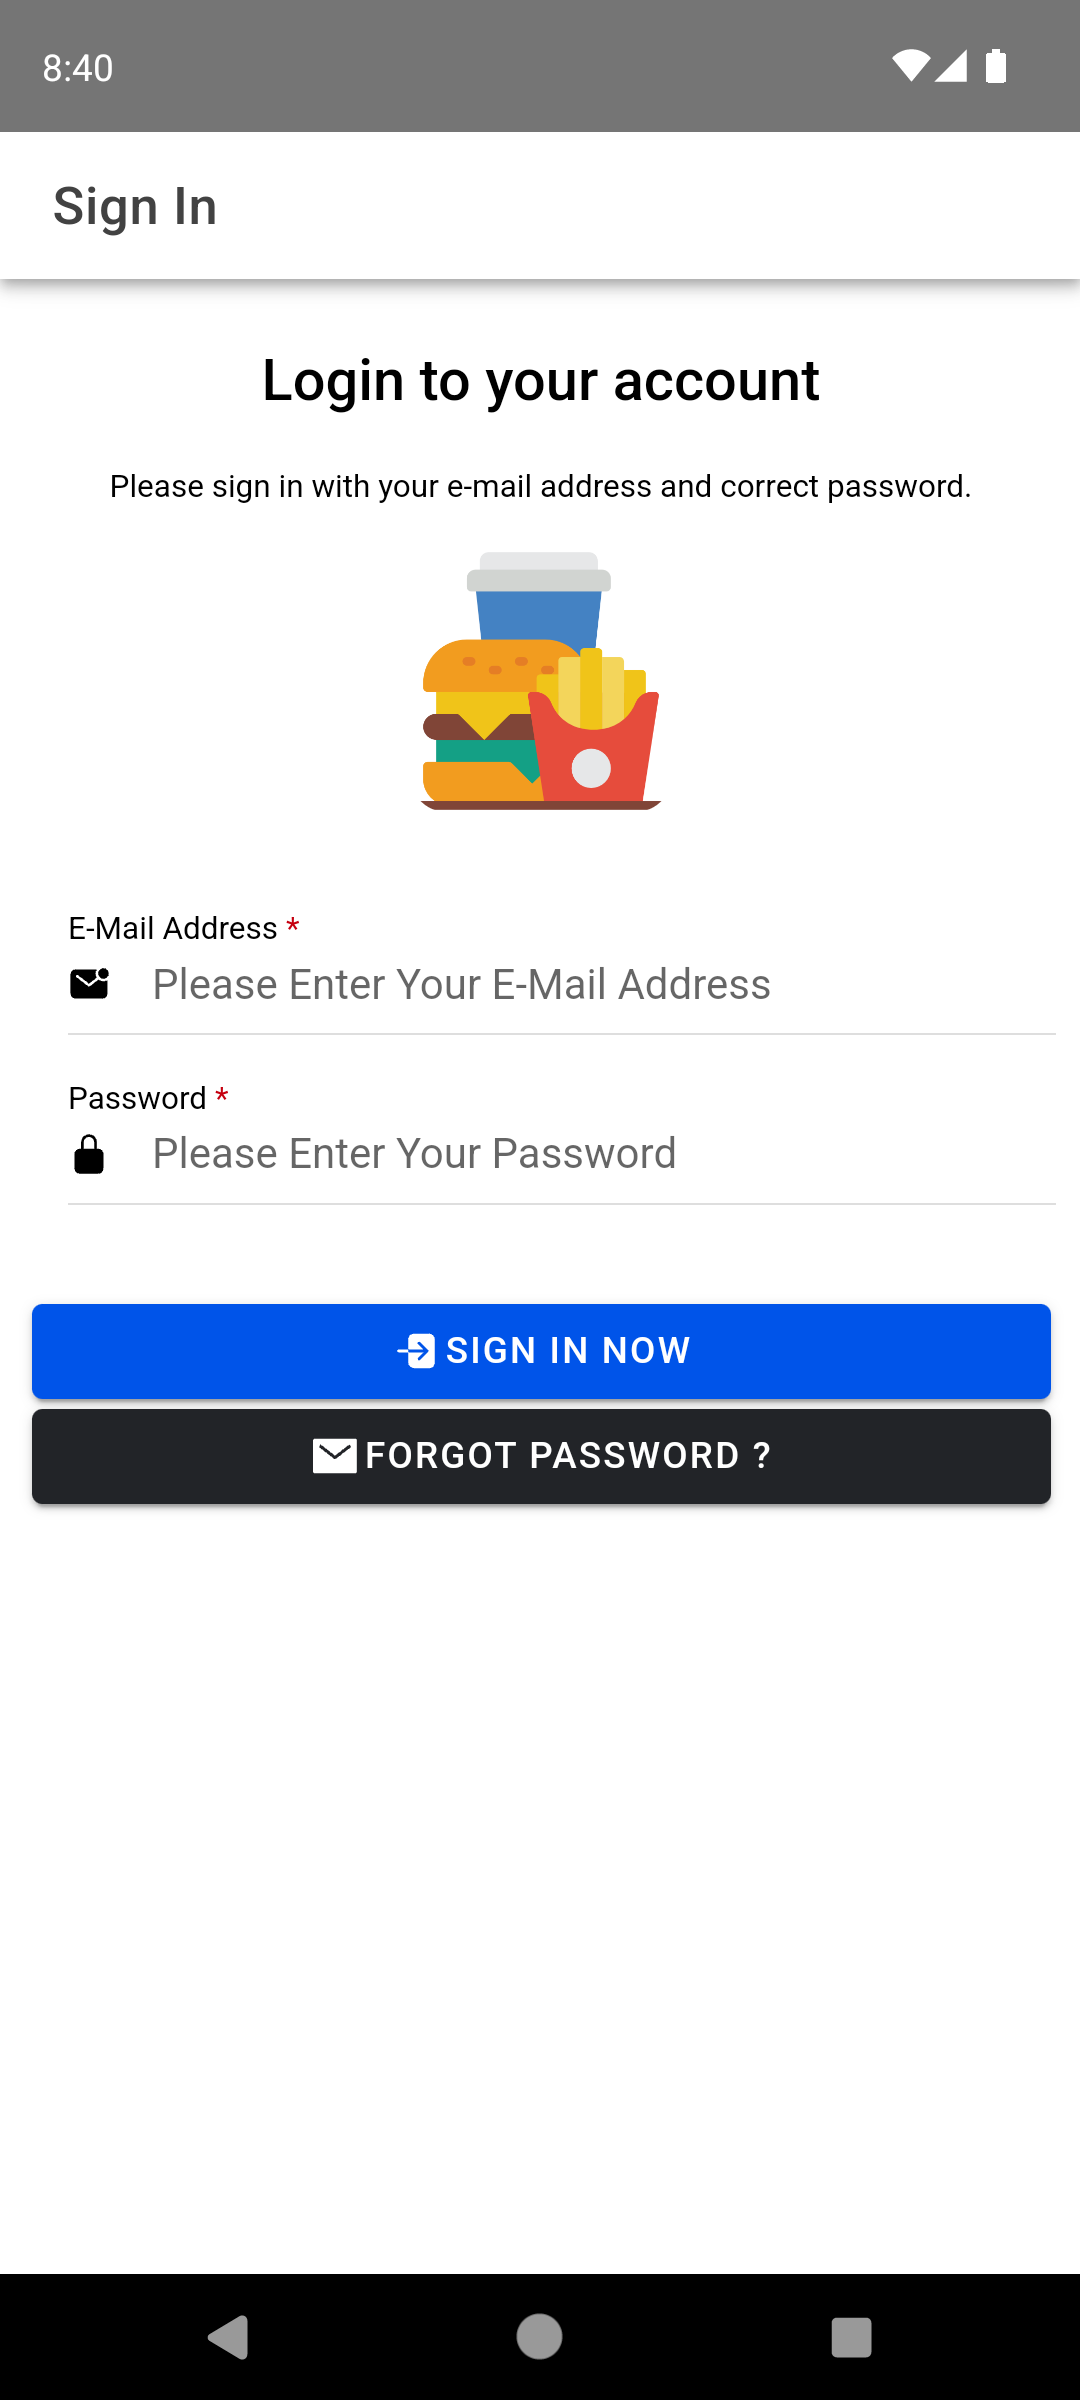 8:40
Sign In
Login to your account
Please sign in with your e-mail address and correct password.
E-Mail Address *
Please Enter Your E-Mail Address
Password *
Please Enter Your Password
SIGN IN NOW
FORGOT PASSWORD ?